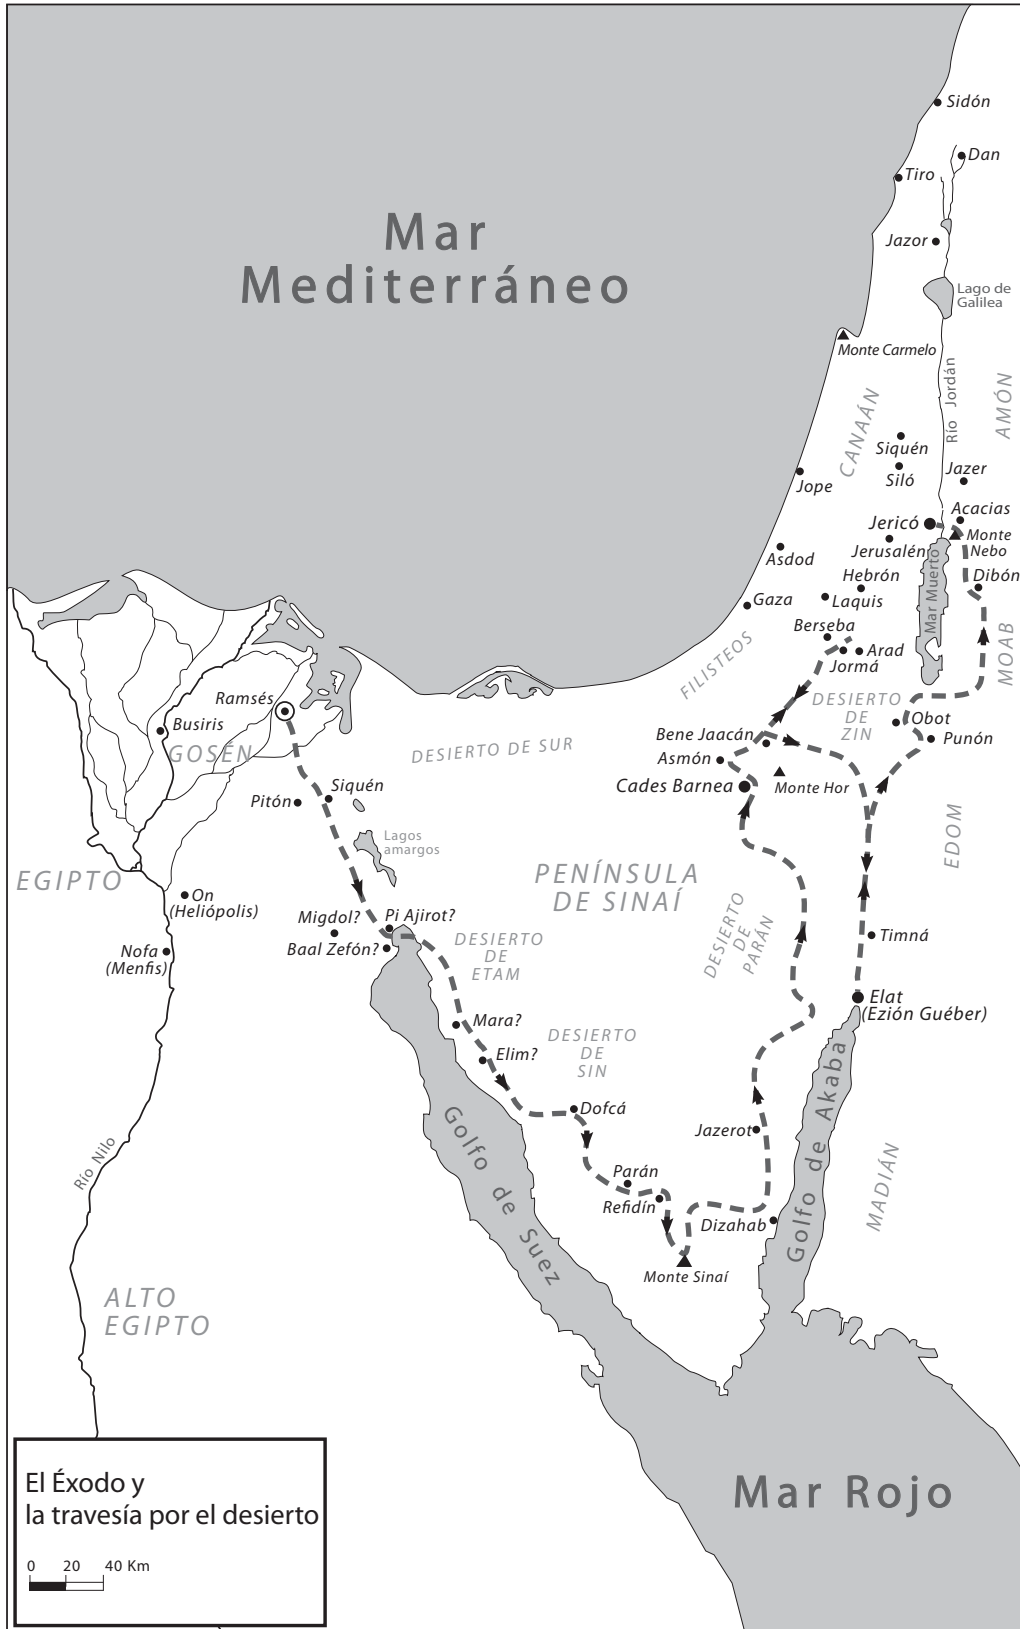 Sidón
Dan
Tiro
Mar
Mediterráneo
Jazor
Lago de
Galilea
Monte Carmelo
Río Jordán
AMÓN
CANAÁN
Siquén
Siló
Jazer
Jope
Acacias
Jericó
Monte
Nebo
Jerusalén
Asdod
Mar Muerto
Hebrón
Dibón
Laquis
Gaza
Berseba
Arad
Jormá
FILISTEOS
MOAB
DESIERTO
DE
ZIN
Ramsés
Busiris
GOSÉN
Obot
Punón
Bene Jaacán
DESIERTO DE SUR
Asmón
Siquén
Pitón
Cades Barnea
Monte Hor
Lagos
amargos
EDOM
EGIPTO
PENÍNSULA
DE SINAÍ
On
(Heliópolis)
Migdol?
Pi Ajirot?
DESIERTO
DE
PARÁN
Baal Zefón?
DESIERTO
DE
ETAM
Timná
Nofa
(Menfis)
Elat
(Ezión Guéber)
Mara?
DESIERTO
DE
SIN
Elim?
Dofcá
Golfo de Akaba
Jazerot
Golfo de Suez
Río Nilo
Parán
MADIÁN
Refidín
Dizahab
Monte Sinaí
ALTO
EGIPTO
El Éxodo y
la travesía por el desierto
Mar Rojo
0 20 40 Km